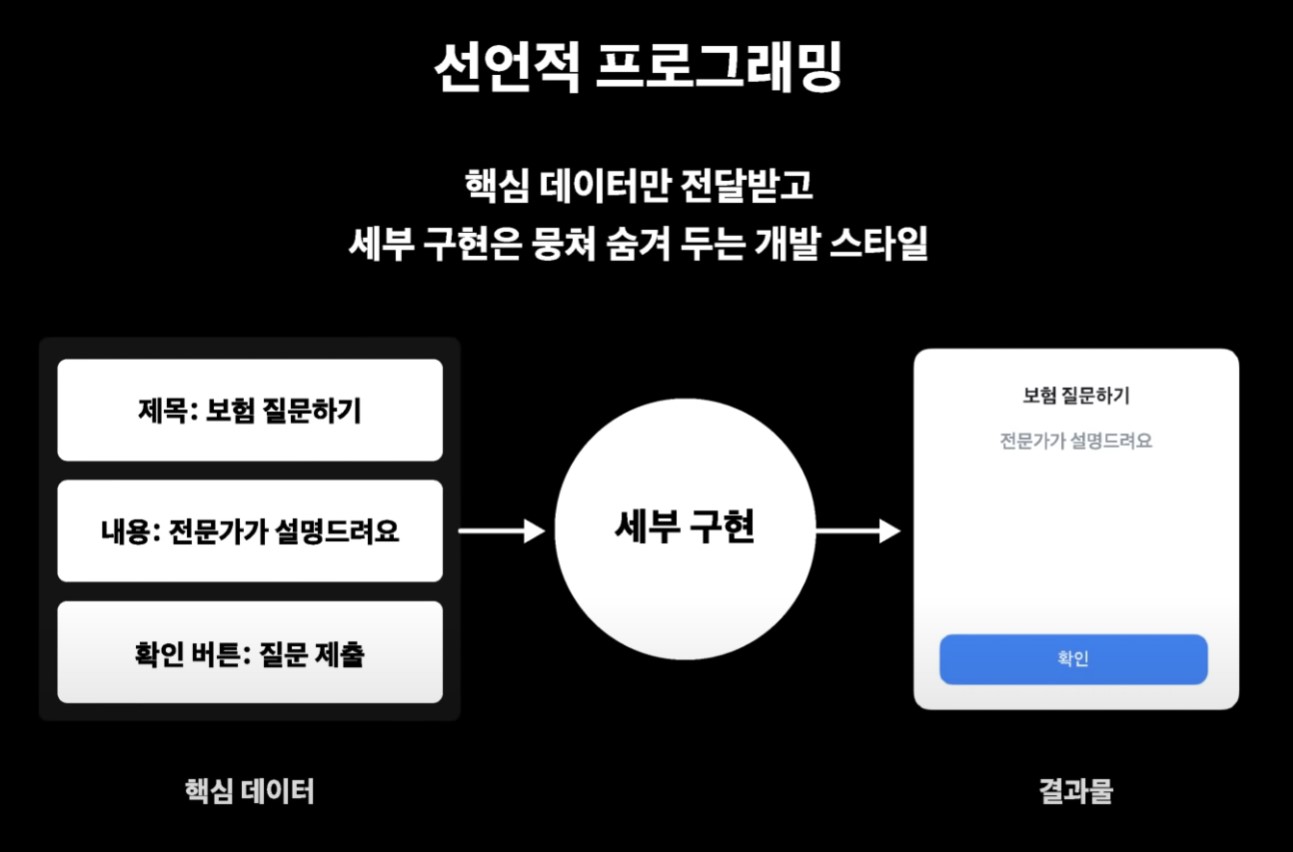 선언적 프로그래밍
핵심 데이터만 전달받고
세부 구현은 뭉쳐 숨겨 두는 개발 스타일
제목: 보험 질문하기
내용: 전문가가 설명드려요
확인 버튼: 질문 제출
핵심 데이터
세부 구현
보험 질문하기
전문가가 설명드려요
확인
결과물